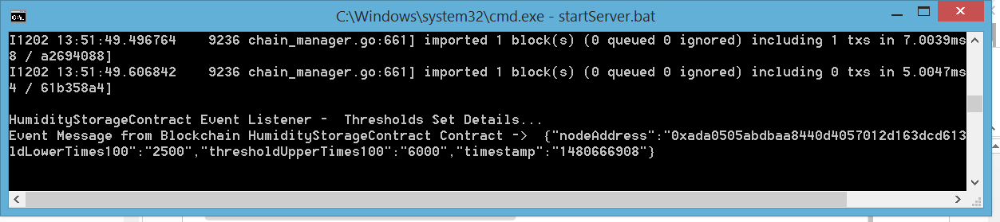 C:\Windows\system32\cmd.exe - startServer.bat
I1202 13:51:49.496764    9236 chain_manager.go:661] imported 1 block(s) (0 queued 0 ignored) including 1 txs in 7.0039ms
8 / a2694088]
I1202 13:51:49.606842    9236 chain_manager.go:661] imported 1 block(s) (0 queued 0 ignored) including 0 txs in 5.0047ms
4 / 61b358a4]
HumidityStorageContract Event Listener -  Thresholds Set Details...
Event Message from Blockchain HumidityStorageContract Contract ->  {"nodeAddress":"0xada0505abdbaa8440d4057012d163dcd613
ldLowerTimes100":"2500","thresholdUpperTimes100":"6000","timestamp":"1480666908"}